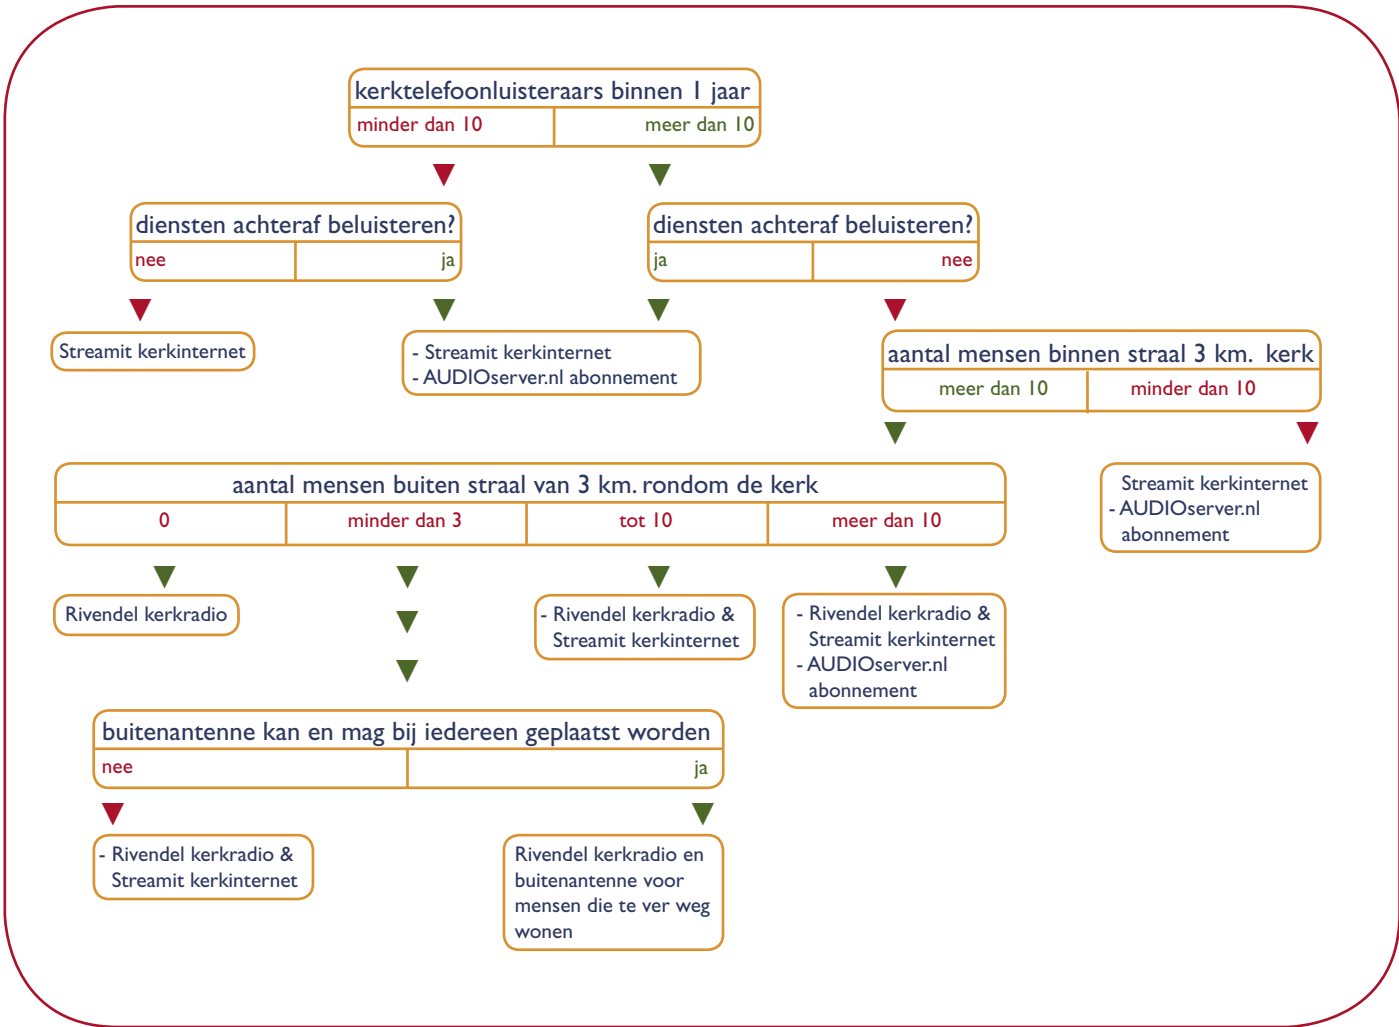 kerktelefoonluisteraars binnen 1 jaar
minder dan 10
meer dan 10
diensten achteraf beluisteren?
nee
ja
diensten achteraf beluisteren?
ja
nee
Streamit kerkinternet
- Streamit kerkinternet
- AUDIOserver.nl abonnement
aantal mensen binnen straal 3 km. kerk
meer dan 10
minder dan 10
aantal mensen buiten straal van 3 km. rondom de kerk
0
minder dan 3
tot 10
meer dan 10
Streamit kerkinternet
- AUDIOserver.nl
abonnement
Rivendel kerkradio
- Rivendel kerkradio &
Streamit kerkinternet
- Rivendel kerkradio &
Streamit kerkinternet
- AUDIOserver.nl
abonnement
buitenantenne kan en mag bij iedereen geplaatst worden
nee
ja
- Rivendel kerkradio &
Streamit kerkinternet
Rivendel kerkradio en
buitenantenne voor
mensen die te ver weg
wonen